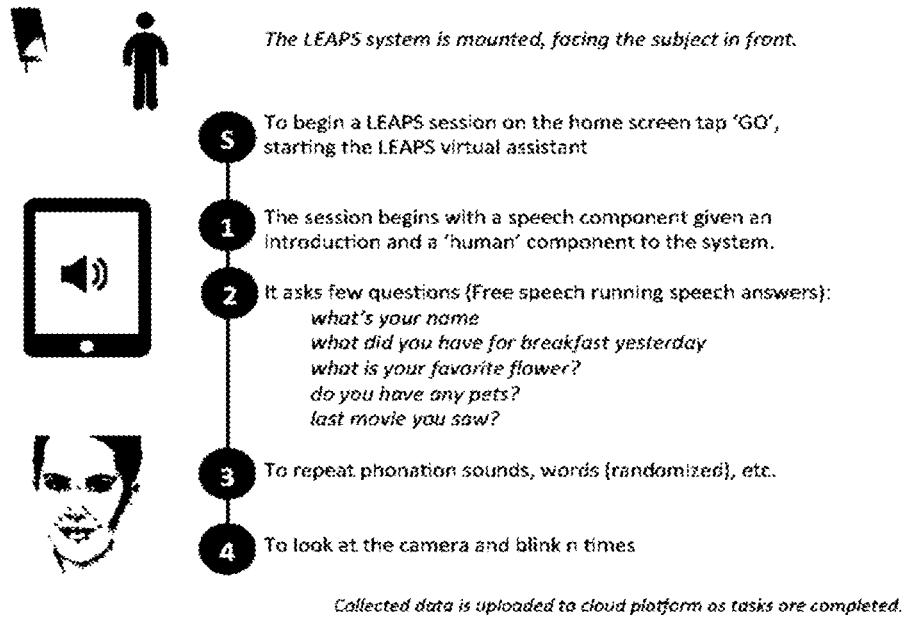 The LEAPS system is mounted, facing the subject in front.
S
To begin a LEAPS session on the home screen tap 'GO',
starting the LEAPS virtual assistant
1
The session begins with a speech component given an
introduction and a 'human' component to the system.
2
It asks few questions (Free speech running speech answers):
what's your name
what did you have for breakfast yesterday
what is your favorite flower?
do you have any pets?
last movie you saw?
3
To repeat phonation sounds, words (randomized), etc.
4
To look at the camera and blink n times
Collected data is uploaded to cloud platform as tasks are completed.